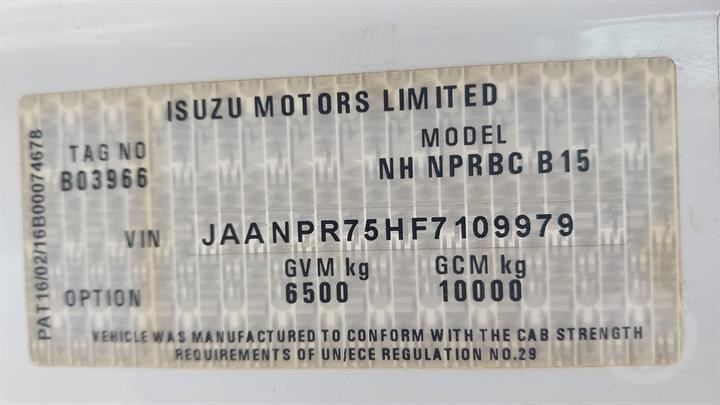 ISUZU MOTORS LIMITED
TAG NO
B03966
MODEL
NH NPRBC B15
VIN
JAANPR75HF7109979
GVM kg
6500
GCM kg
10000
OPTION
VEHICLE WAS MANUFACTURED TO CONFORM WITH THE CAB STRENGTH
REQUIREMENTS OF UN/ECE REGULATION NO.29
PAT16/02/16B00074678